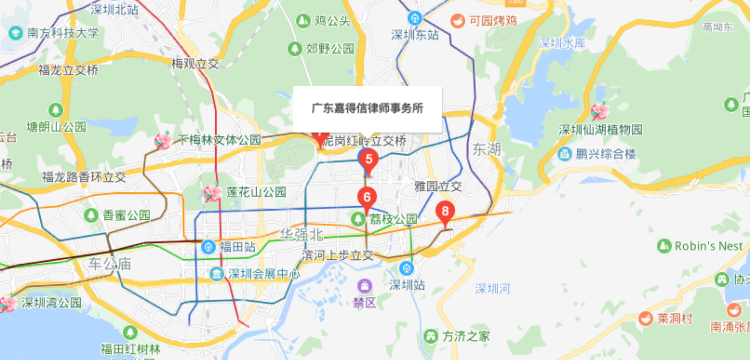 深圳北站
鸡公头
深圳东站
可园烤鸡
高坳东
南方科技大学
郊野公园
深圳水库
福龙立交桥
梅观立交
广东嘉得信律师事务所
塘朗山公园
下梅林文体公园
7
泥岗红岭立交桥
深圳仙湖植物园
国家森林公园
东湖
鹏兴综合楼
5
福龙路香环立交
莲花山公园
雅园立交
6
8
香蜜公园
荔枝公园
华强北
福田站
Robin's Nest
车公庙
滨河上步立交
深圳会展中心
深圳站
深圳河
禁区
深圳湾公园
莱洞村
方济之家
福田红树林